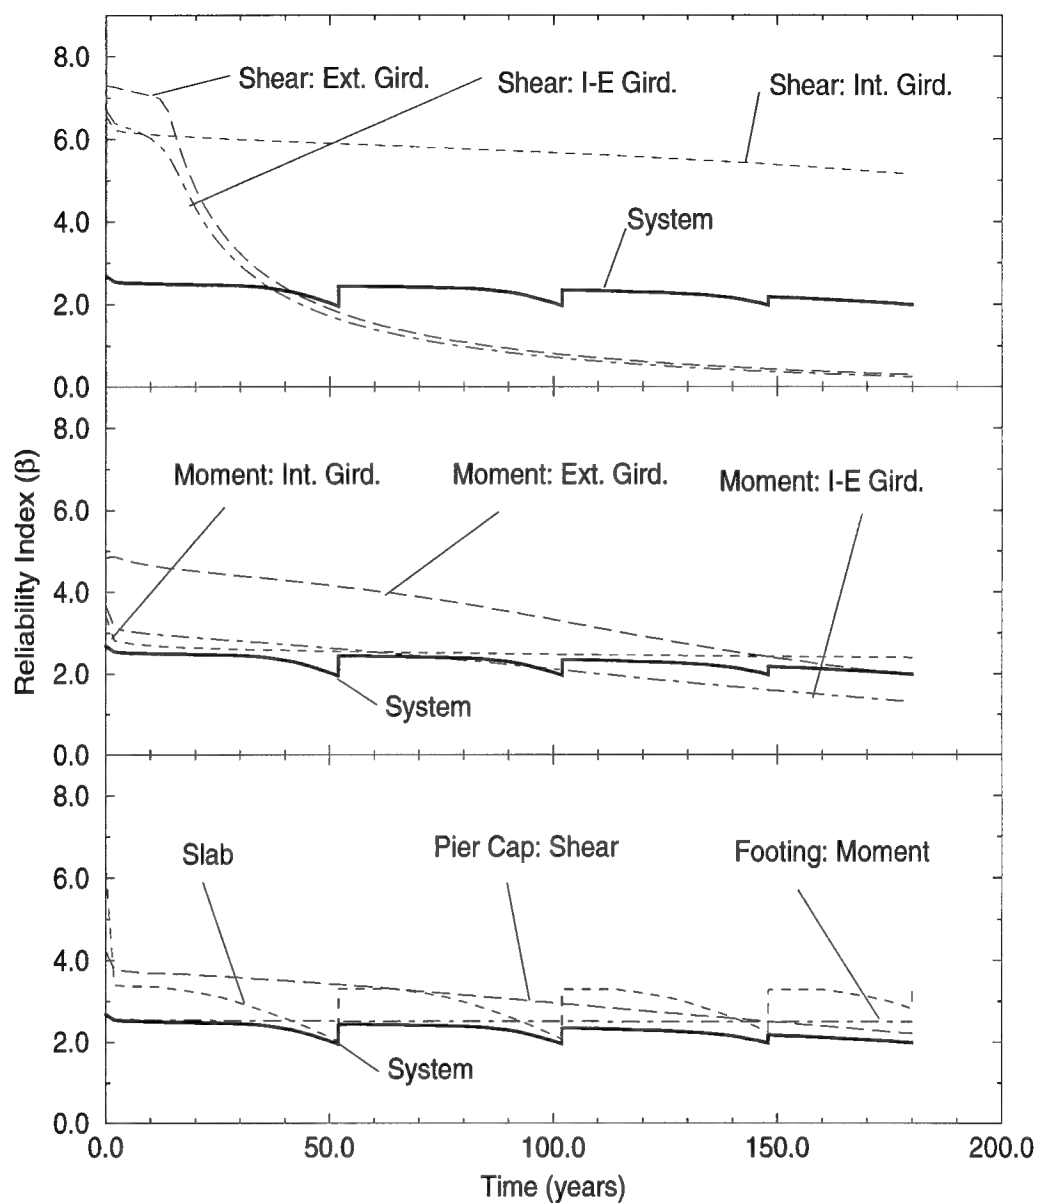 8.0
Shear: Ext. Gird.
Shear: I-E Gird.
Shear: Int. Gird.
6.0
4.0
System
2.0
0.0
8.0
Moment: Int. Gird.
Moment: Ext. Gird.
Moment: I-E Gird.
6.0
4.0
2.0
System
0.0
Reliability Index (β)
8.0
Slab
Pier Cap: Shear
Footing: Moment
6.0
4.0
2.0
System
0.0
0.0 50.0 100.0 150.0 200.0
Time (years)